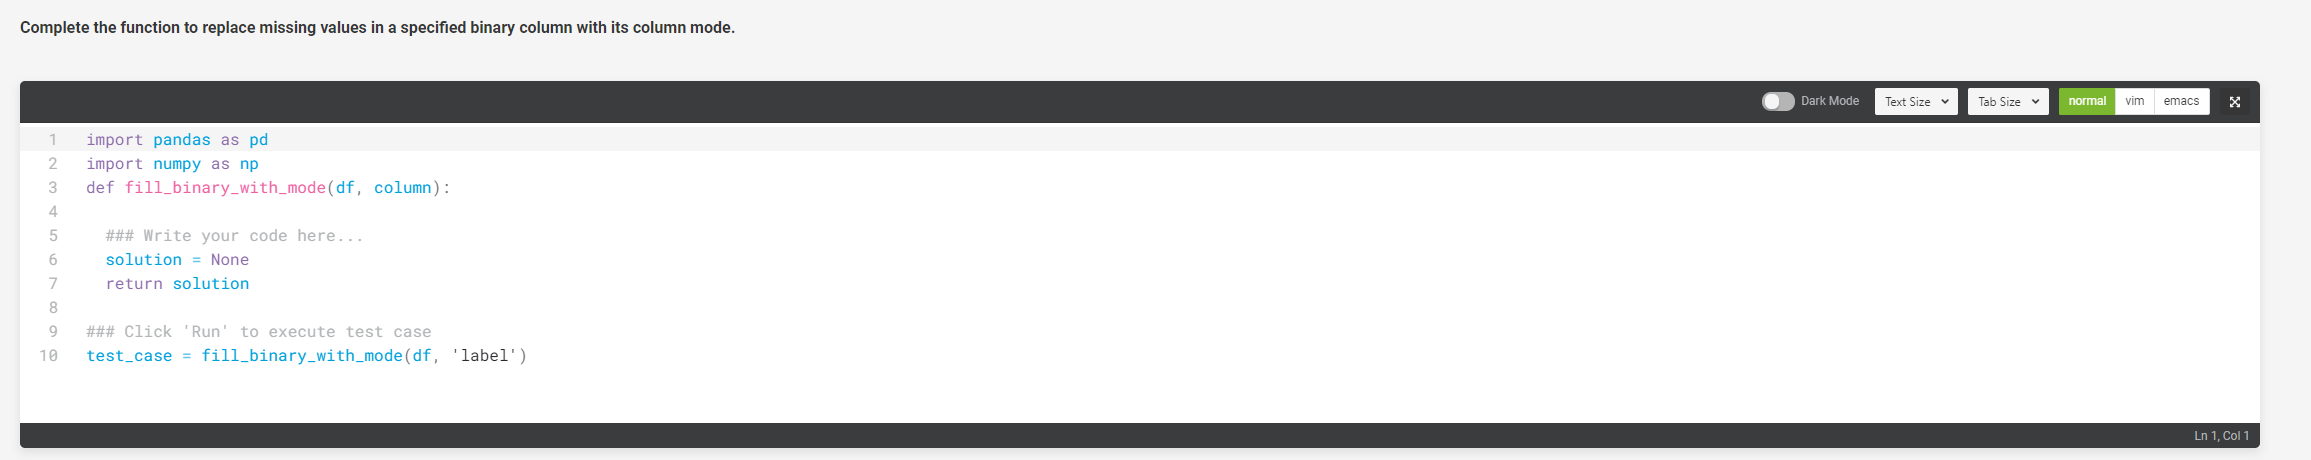 Complete the function to replace missing values in a specified binary column with its column mode.
Dark Mode Text Size Tab Size normal vim emacs
1 import pandas as pd
2 import numpy as np
3 def fill_binary_with_mode(df, column):
4
5 ### Write your code here...
6 solution = None
7 return solution
8
9 ### Click 'Run' to execute test case
10 test_case = fill_binary_with_mode(df, 'label')
Ln 1, Col 1